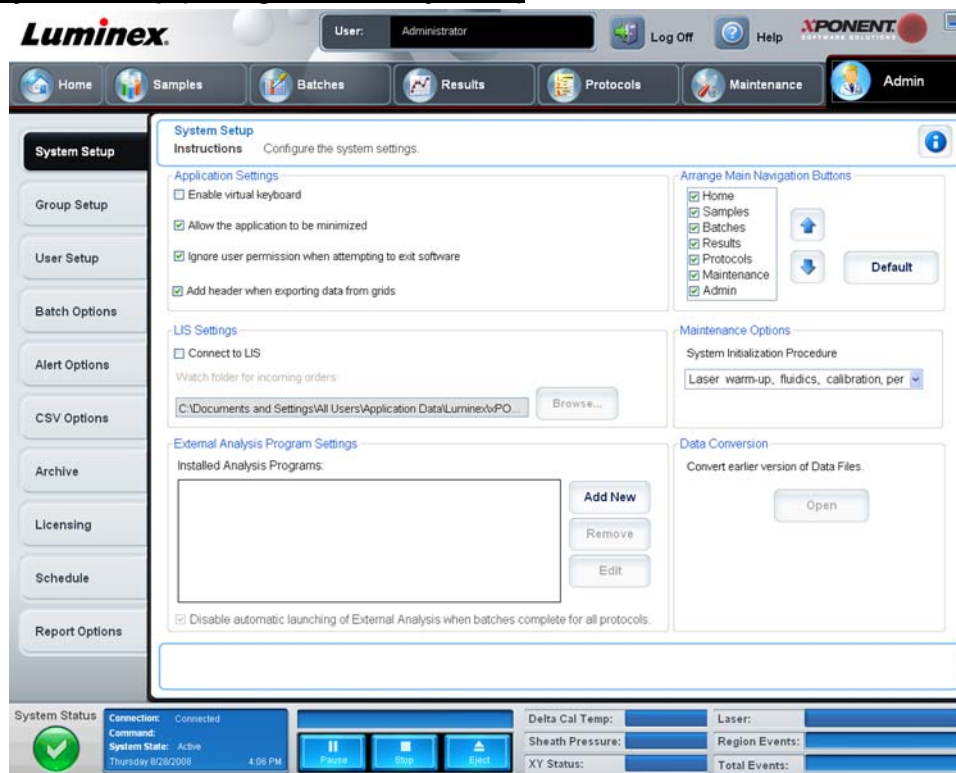 Luminex.
User: Administrator
Log Off
Help
XPONENT.
SOFTWARE SOLUTIONS
Home
Samples
Batches
Results
Protocols
Maintenance
Admin
System Setup
Group Setup
User Setup
Batch Options
Alert Options
CSV Options
Archive
Licensing
Schedule
Report Options
System Setup
Instructions Configure the system settings.
Application Settings
Enable virtual keyboard
Allow the application to be minimized
Ignore user permission when attempting to exit software
Add header when exporting data from grids
Arrange Main Navigation Buttons
Home
Samples
Batches
Results
Protocols
Maintenance
Admin
Default
LIS Settings
Connect to LIS
Watch folder for incoming orders:
C:\Documents and Settings\All Users\Application Data\Luminex\xPO...
Browse...
Maintenance Options
System Initialization Procedure
Laser warm-up, fluidics, calibration, per
External Analysis Program Settings
Installed Analysis Programs:
Add New
Remove
Edit
Disable automatic launching of External Analysis when batches complete for all protocols.
Data Conversion
Convert earlier version of Data Files.
Open
System Status
Connection: Connected
Command:
System State: Active
Thursday 8/28/2008 4:06 PM
Pause
Stop
Eject
Delta Cal Temp:
Sheath Pressure:
XY Status:
Laser:
Region Events:
Total Events: